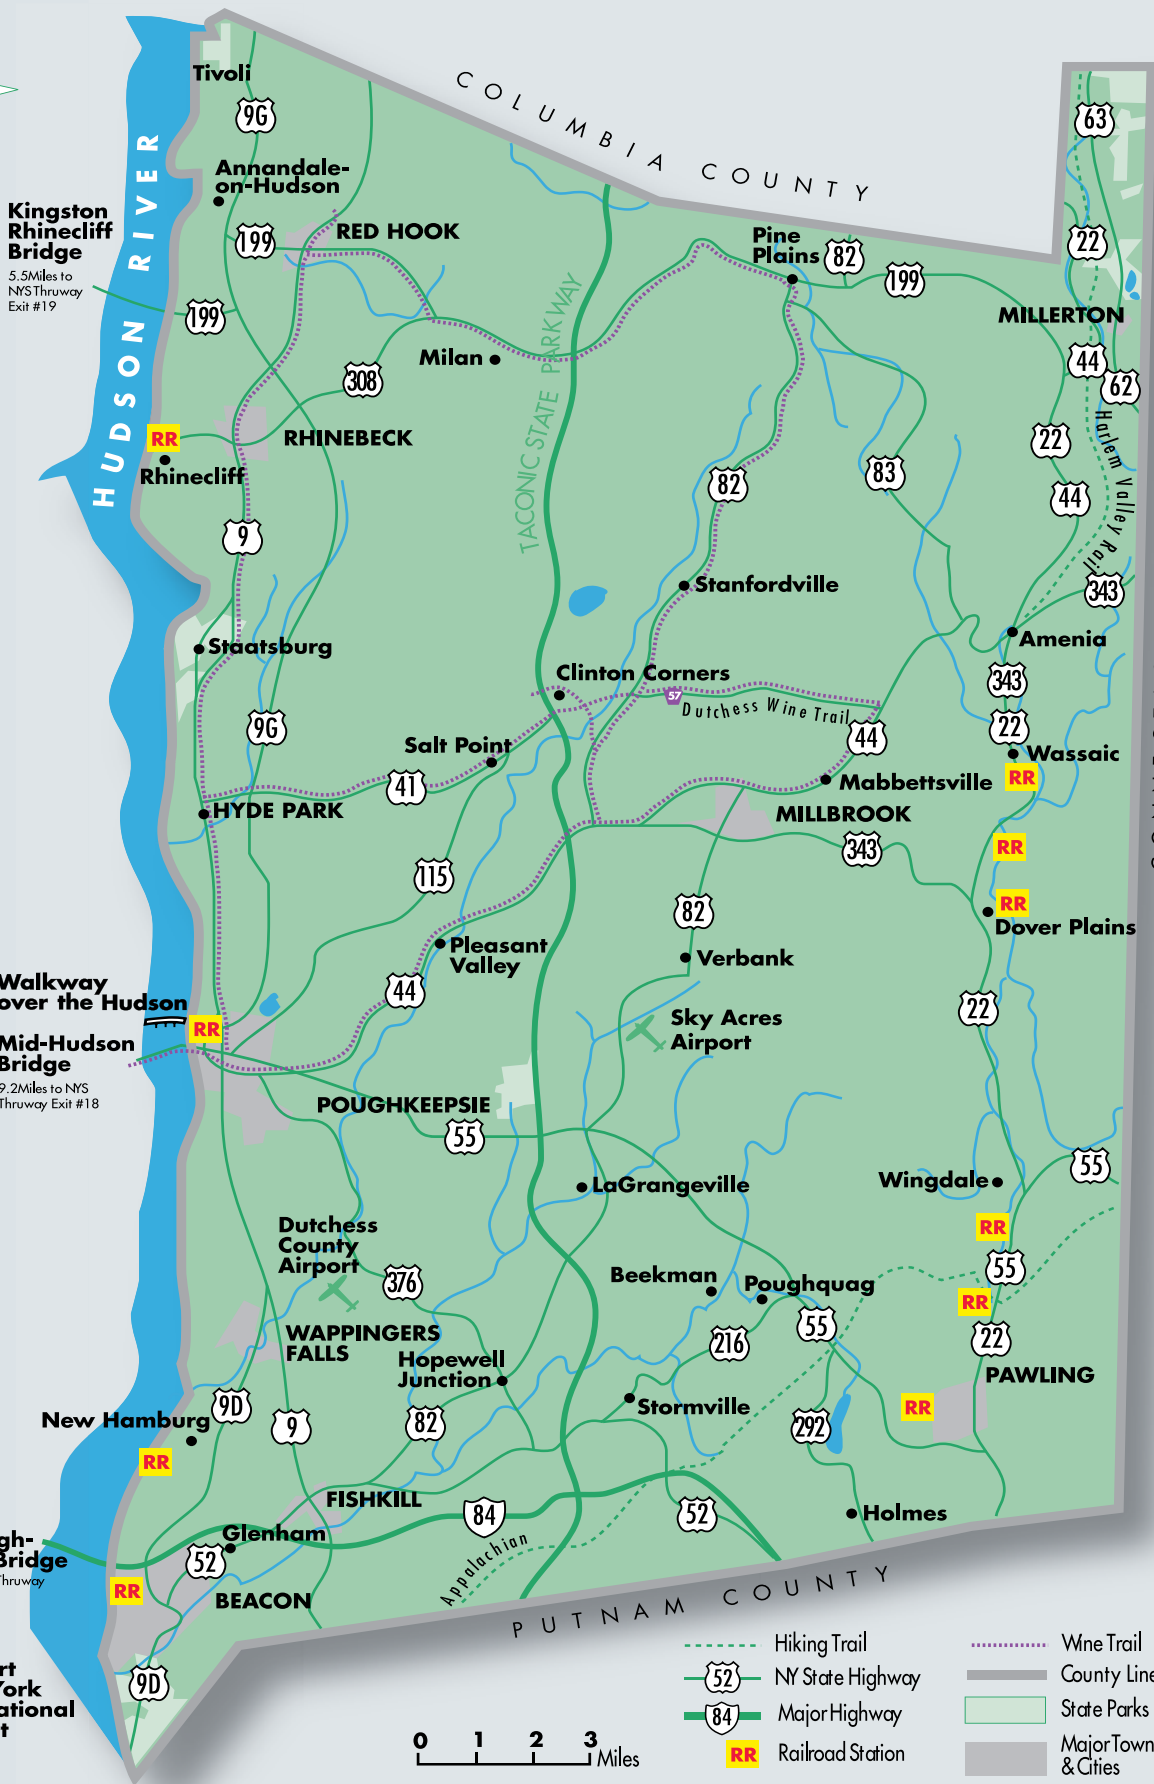 COLUMBIA COUNTY
Tivoli
9G
63
Annandale-
on-Hudson
HUDSON RIVER
Kingston
Rhinecliff
Bridge
5.5Miles to
NYS Thruway
Exit #19
199
RED HOOK
Pine
Plains
82
199
22
199
MILLERTON
Milan
308
44
62
TACONIC STATE PARKWAY
RR
RHINEBECK
Rhinecliff
22
Harlem Valley Rail
82
83
44
9
Stanfordville
343
Staatsburg
Amenia
Clinton Corners
343
57
Dutchess Wine Trail
9G
44
22
Salt Point
Wassaic
41
Mabbettsville
RR
HYDE PARK
MILLBROOK
343
RR
115
82
RR
Dover Plains
Pleasant
Valley
Verbank
Walkway
over the Hudson
44
22
RR
Sky Acres
Airport
Mid-Hudson
Bridge
9.2Miles to NYS
Thruway Exit #18
POUGHKEEPSIE
55
55
LaGrangeville
Wingdale
Dutchess
County
Airport
RR
376
Beekman
Poughquag
55
RR
WAPPINGERS
FALLS
55
22
216
Hopewell
Junction
PAWLING
9D
Stormville
RR
New Hamburg
9
82
292
RR
FISHKILL
84
52
Holmes
gh-
Bridge
Thruway
Glenham
52
Appalachian
RR
BEACON
PUTNAM COUNTY
rt
York
ational
t
9D
Hiking Trail
52
NY State Highway
84
Major Highway
RR
Railroad Station
Wine Trail
County Line
State Parks
Major Town
& Cities
0 1 2 3
Miles